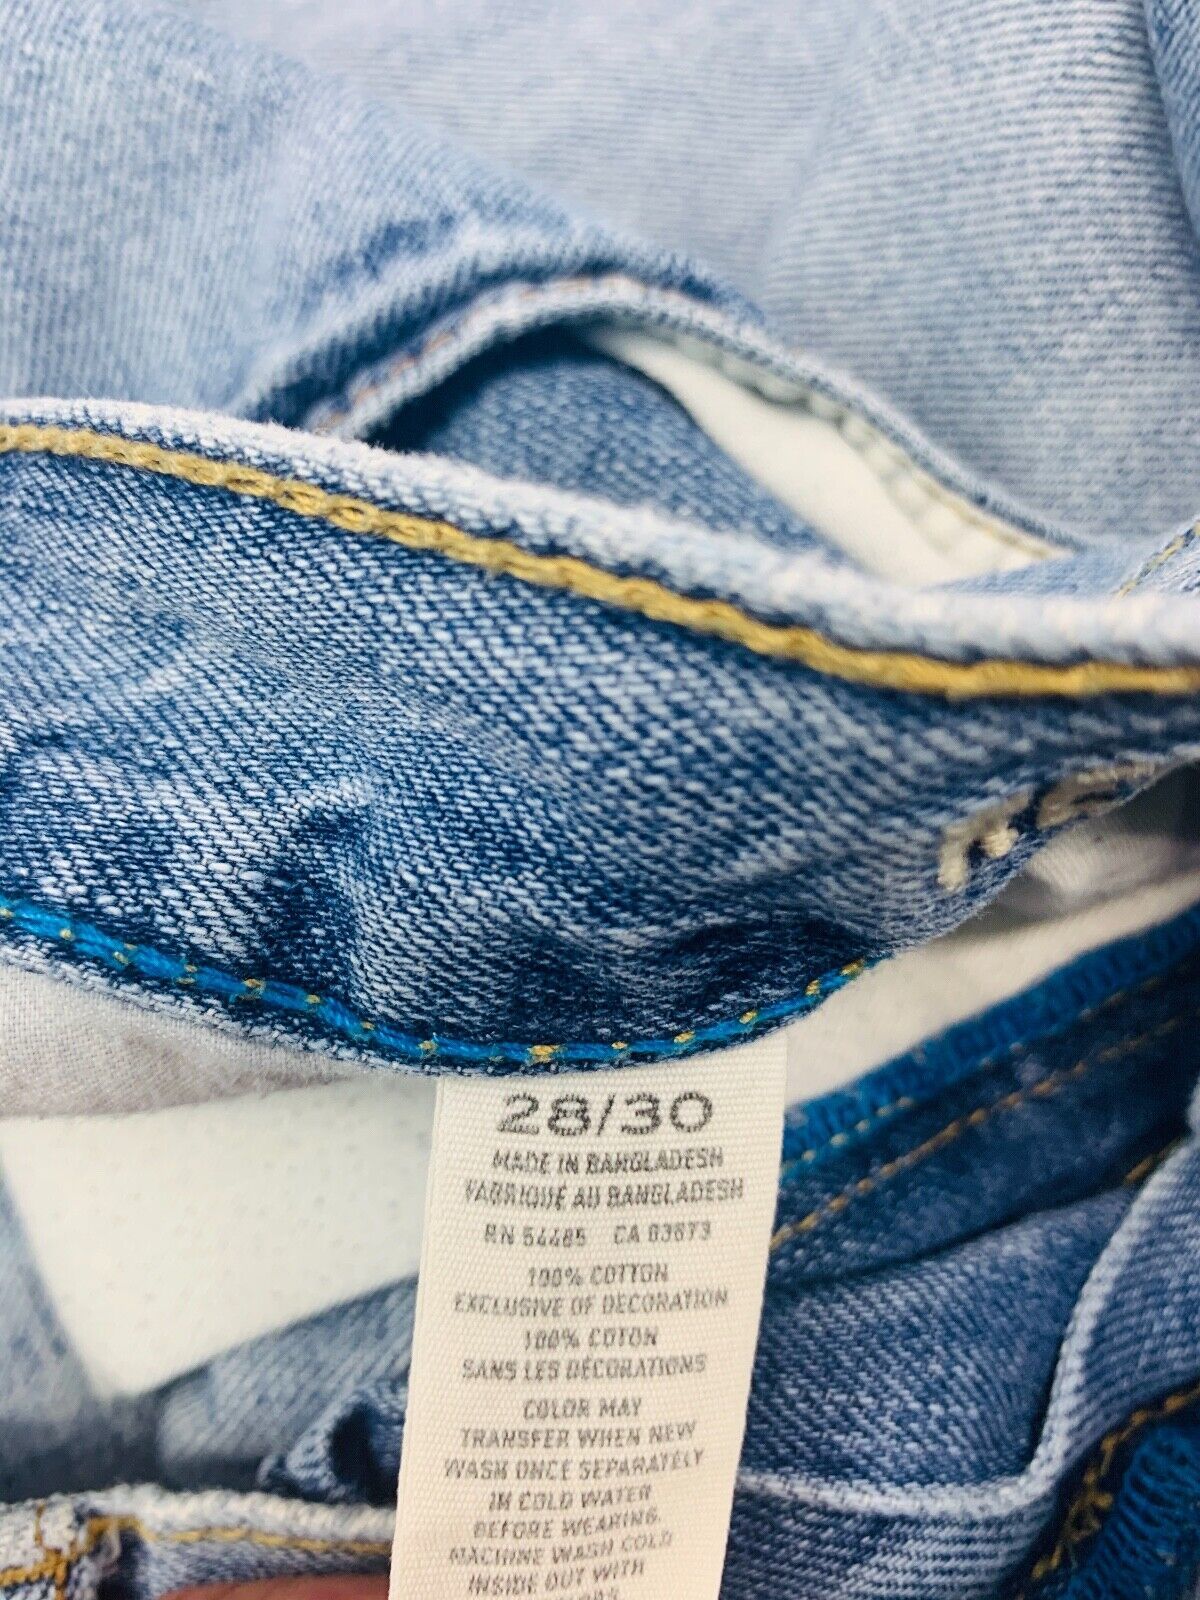 28/30
MADE IN BANGLADESH
FABRIQUÉ AU BANGLADESH
RN 54485 CA 03673
100% COTTON
EXCLUSIVE OF DECORATION
100% COTON
SANS LES DÉCORATIONS
COLOR MAY
TRANSFER WHEN NEW
WASH ONCE SEPARATELY
IN COLD WATER
BEFORE WEARING.
MACHINE WASH COLD
INSIDE OUT WITH